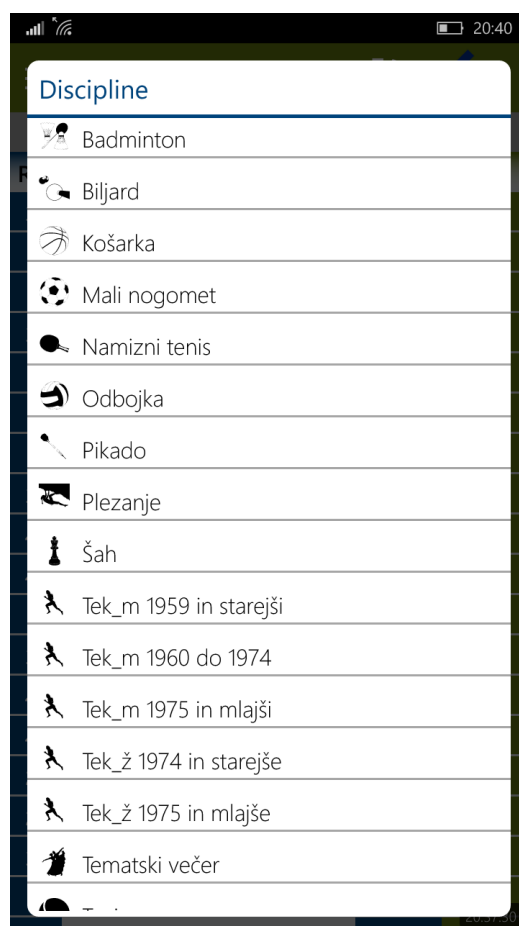 20:40
Discipline
Badminton
Biljard
Košarka
Mali nogomet
Namizni tenis
Odbojka
Pikado
Plezanje
Šah
Tek_m 1959 in starejši
Tek_m 1960 do 1974
Tek_m 1975 in mlajši
Tek_ž 1974 in starejše
Tek_ž 1975 in mlajše
Tematski večer